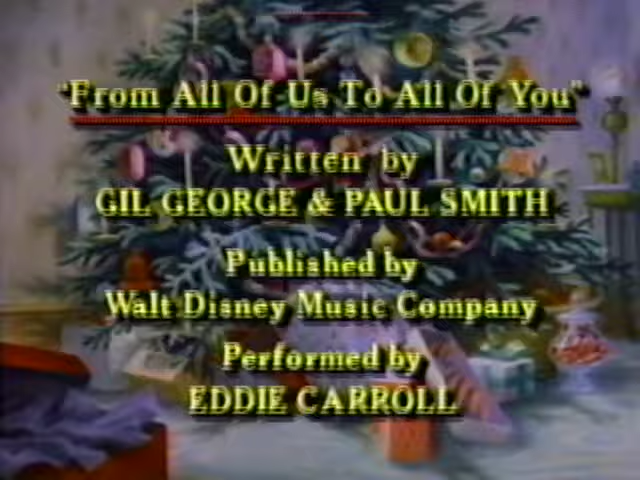 "From All Of Us To All Of You"
Written by
GIL GEORGE & PAUL SMITH
Published by
Walt Disney Music Company
Performed by
EDDIE CARROLL